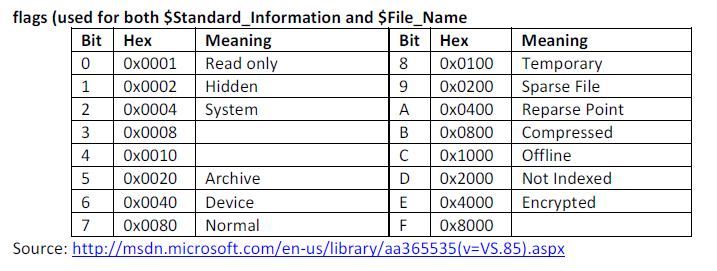 flags (used for both $Standard_Information and $File_Name
Bit Hex Meaning Bit Hex Meaning
0 0x0001 Read only 8 0x0100 Temporary
1 0x0002 Hidden 9 0x0200 Sparse File
2 0x0004 System A 0x0400 Reparse Point
3 0x0008 B 0x0800 Compressed
4 0x0010 C 0x1000 Offline
5 0x0020 Archive D 0x2000 Not Indexed
6 0x0040 Device E 0x4000 Encrypted
7 0x0080 Normal F 0x8000
Source: http://msdn.microsoft.com/en-us/library/aa365535(v=VS.85).aspx